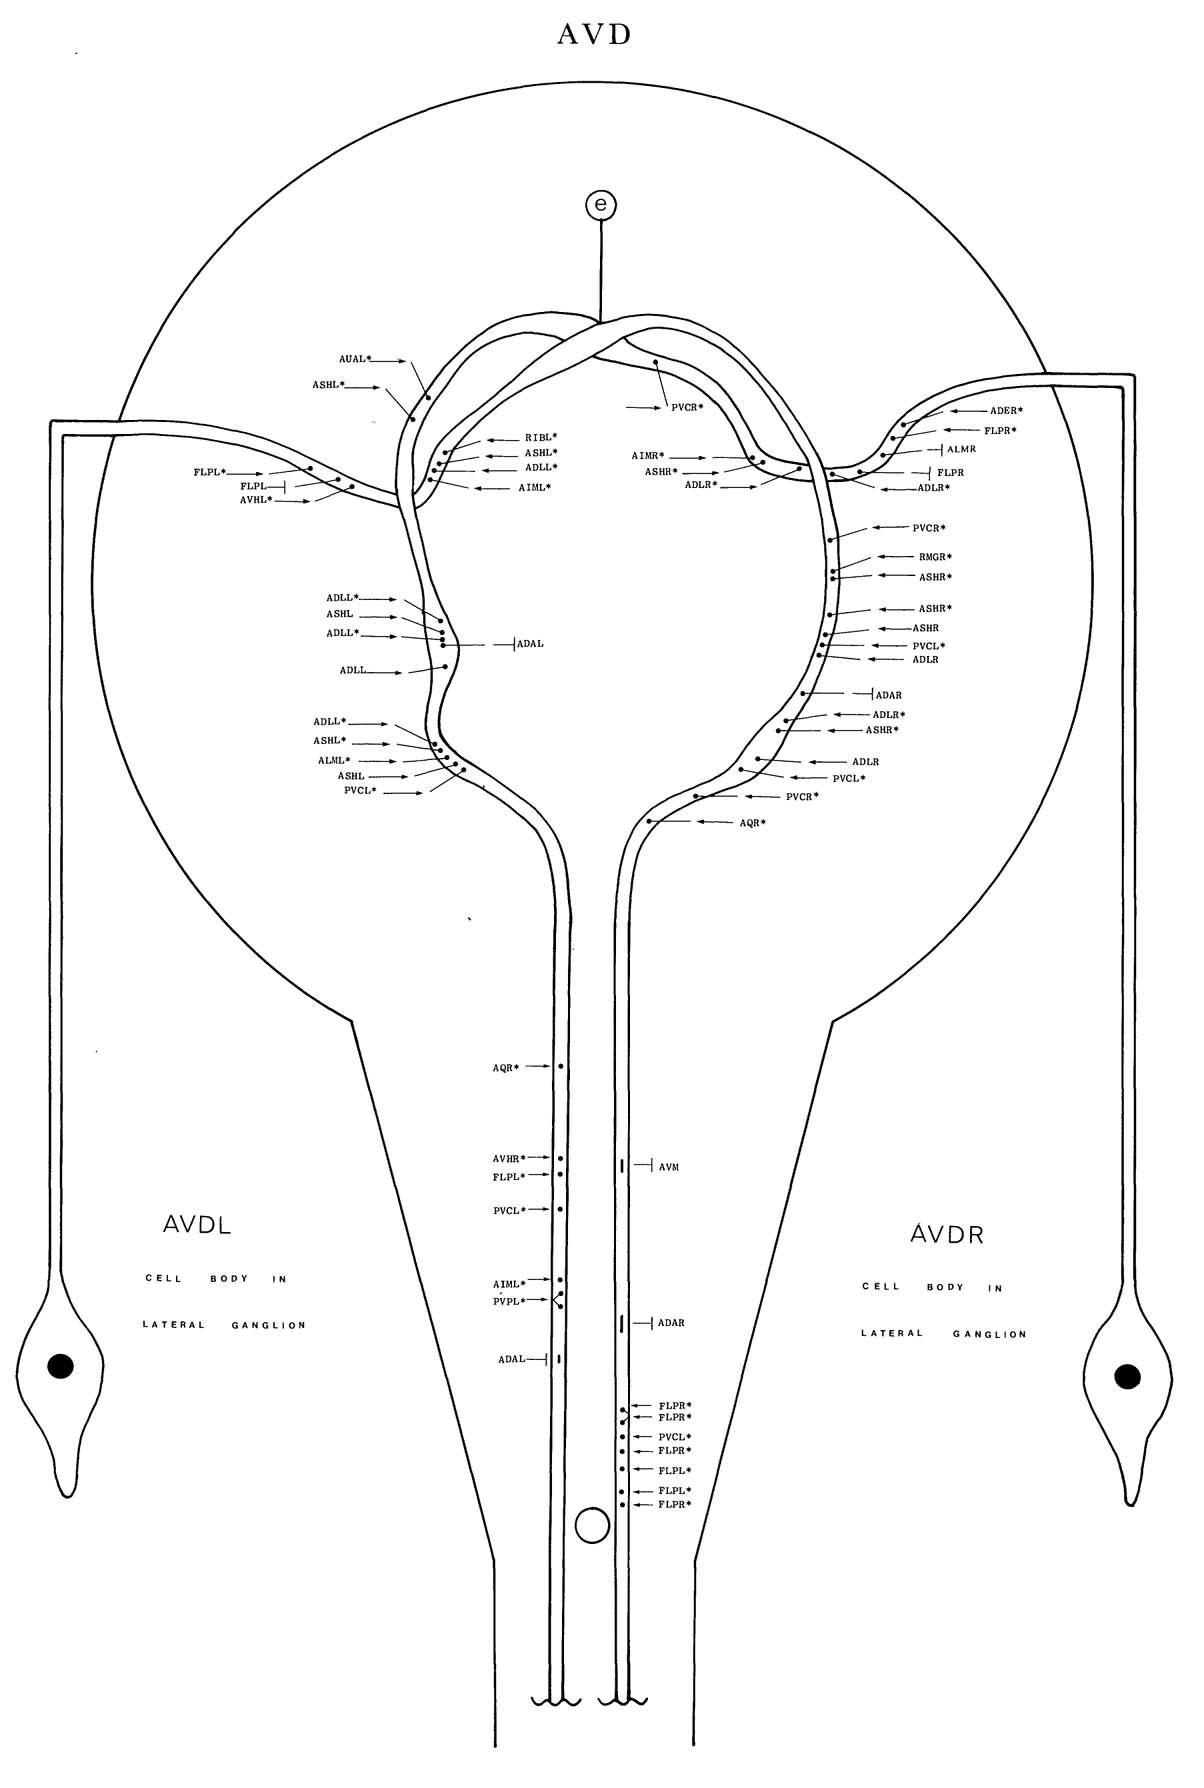 AVD
e
AUAL*
ASHL*
PVCR*
ADER*
FLPR*
ALMR
FLPR
ADLR*
RIBL*
ASHL*
ADLL*
AIML*
AIMR*
ASHR*
ADLR*
FLPL*
FLPL
AVHL*
PVCR*
RMGR*
ASHR*
ADLL*
ASHL
ADLL*
ADAL
ADLL
ASHR*
ASHR
PVCL*
ADLR
ADAR
ADLR*
ASHR*
ADLL*
ASHL*
ALML*
ASHL
PVCL*
ADLR
PVCL*
PVCR*
AQR*
AQR*
AVHR*
FLPL*
PVCL*
AVM
AIML*
PVPL*
ADAL
ADAR
FLPR*
FLPR*
PVCL*
FLPR*
FLPL*
FLPL*
FLPR*
AVDL
CELL BODY IN
LATERAL GANGLION
AVDR
CELL BODY IN
LATERAL GANGLION